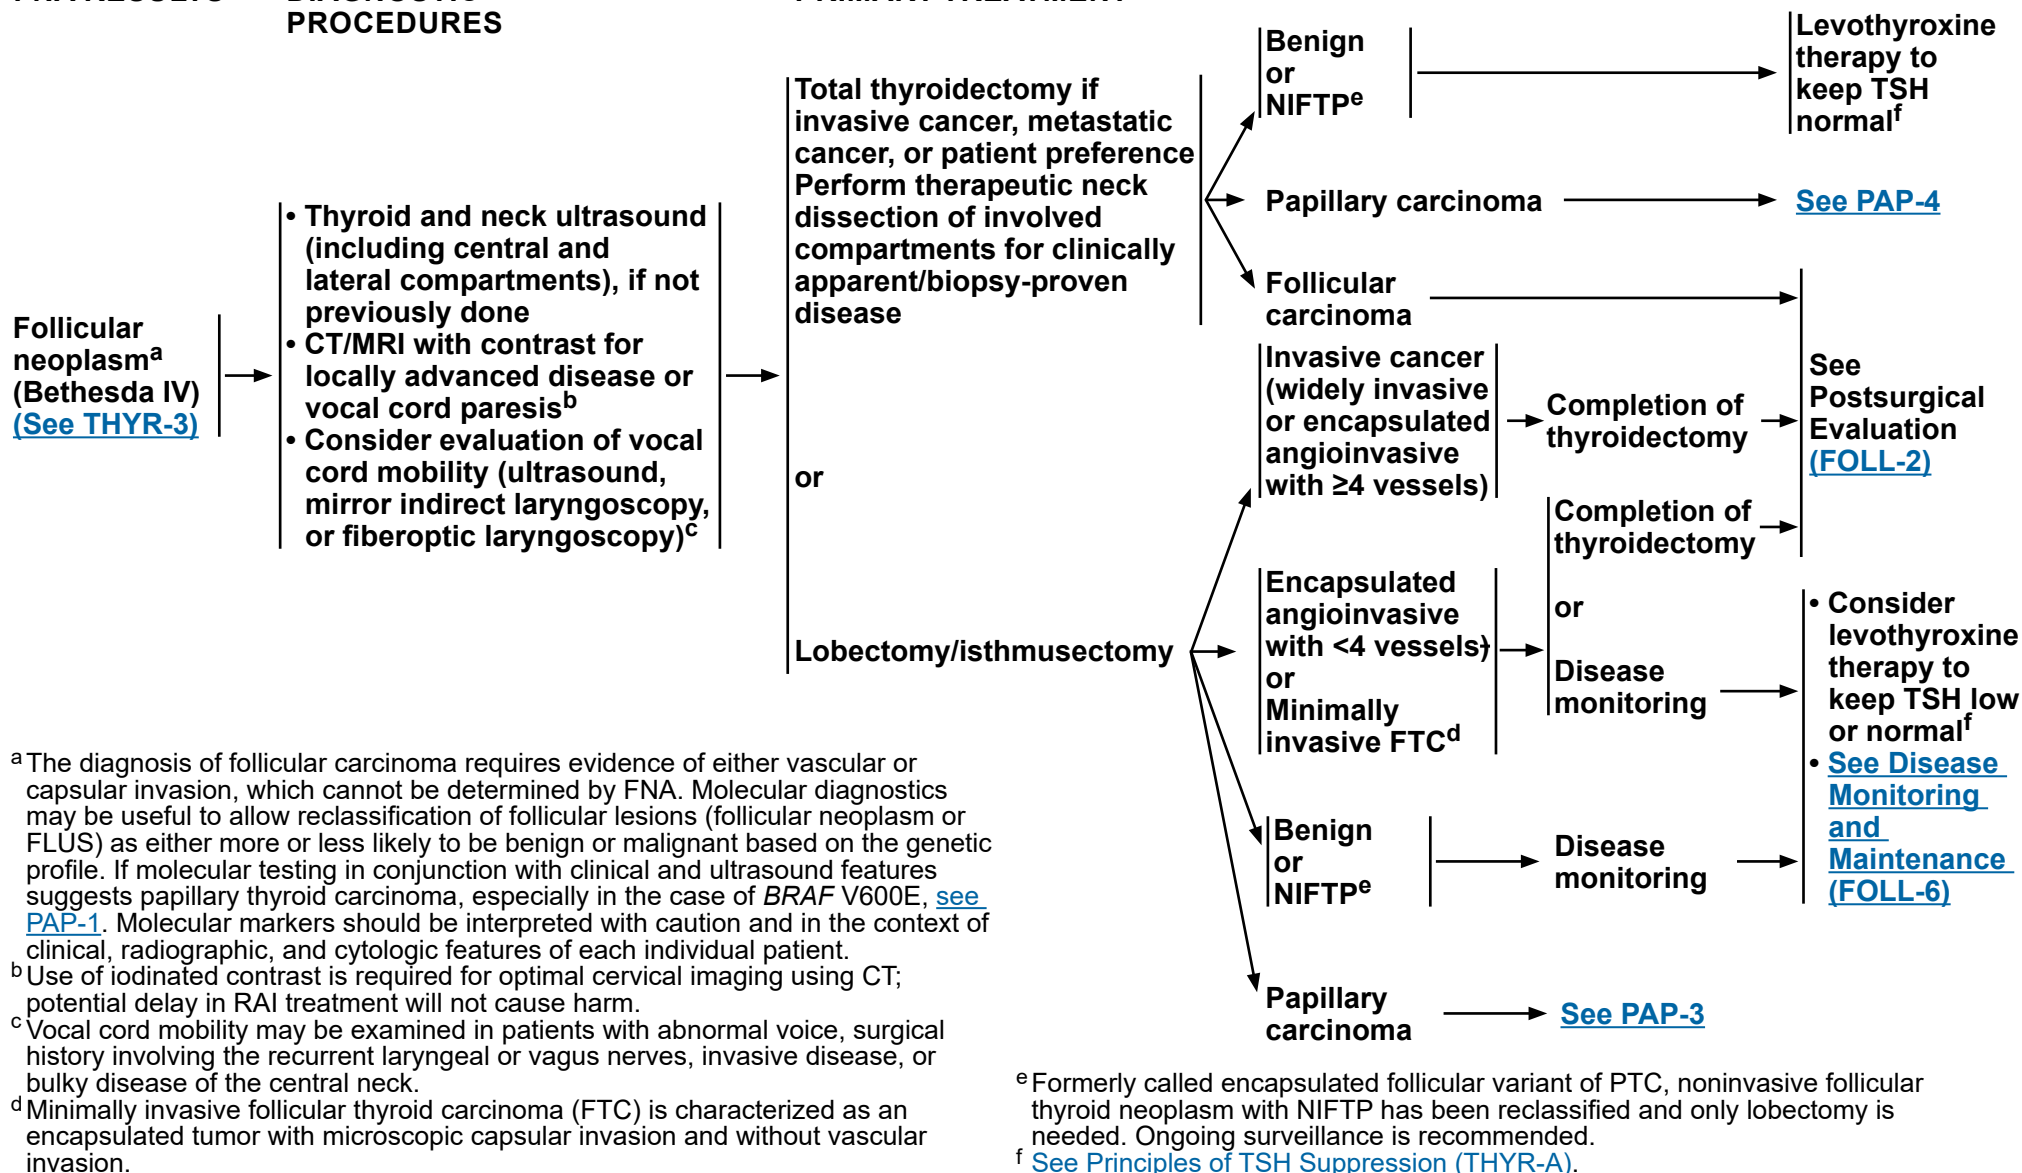 PROCEDURES
Follicular
neoplasmᵃ
(Bethesda IV)
(See THYR-3)
• Thyroid and neck ultrasound
(including central and
lateral compartments), if not
previously done
• CT/MRI with contrast for
locally advanced disease or
vocal cord paresisᵇ
• Consider evaluation of vocal
cord mobility (ultrasound,
mirror indirect laryngoscopy,
or fiberoptic laryngoscopy)ᶜ
Total thyroidectomy if
invasive cancer, metastatic
cancer, or patient preference
Perform therapeutic neck
dissection of involved
compartments for clinically
apparent/biopsy-proven
disease
or
Lobectomy/isthmusectomy
Benign
or
NIFTPᵉ
Levothyroxine
therapy to
keep TSH
normalᶠ
Papillary carcinoma
See PAP-4
Follicular
carcinoma
Invasive cancer
(widely invasive
or encapsulated
angioinvasive
with ≥4 vessels)
Completion of
thyroidectomy
See
Postsurgical
Evaluation
(FOLL-2)
Encapsulated
angioinvasive
with <4 vessels)
or
Minimally
invasive FTCᵈ
Completion of
thyroidectomy
or
Disease
monitoring
• Consider
levothyroxine
therapy to
keep TSH low
or normalᶠ
• See Disease
Monitoring
and
Maintenance
(FOLL-6)
Benign
or
NIFTPᵉ
Disease
monitoring
Papillary
carcinoma
See PAP-3
ᵃ The diagnosis of follicular carcinoma requires evidence of either vascular or
capsular invasion, which cannot be determined by FNA. Molecular diagnostics
may be useful to allow reclassification of follicular lesions (follicular neoplasm or
FLUS) as either more or less likely to be benign or malignant based on the genetic
profile. If molecular testing in conjunction with clinical and ultrasound features
suggests papillary thyroid carcinoma, especially in the case of BRAF V600E, see
PAP-1. Molecular markers should be interpreted with caution and in the context of
clinical, radiographic, and cytologic features of each individual patient.
ᵇ Use of iodinated contrast is required for optimal cervical imaging using CT;
potential delay in RAI treatment will not cause harm.
ᶜ Vocal cord mobility may be examined in patients with abnormal voice, surgical
history involving the recurrent laryngeal or vagus nerves, invasive disease, or
bulky disease of the central neck.
ᵈ Minimally invasive follicular thyroid carcinoma (FTC) is characterized as an
encapsulated tumor with microscopic capsular invasion and without vascular
invasion.
ᵉ Formerly called encapsulated follicular variant of PTC, noninvasive follicular
thyroid neoplasm with NIFTP has been reclassified and only lobectomy is
needed. Ongoing surveillance is recommended.
ᶠ See Principles of TSH Suppression (THYR-A).